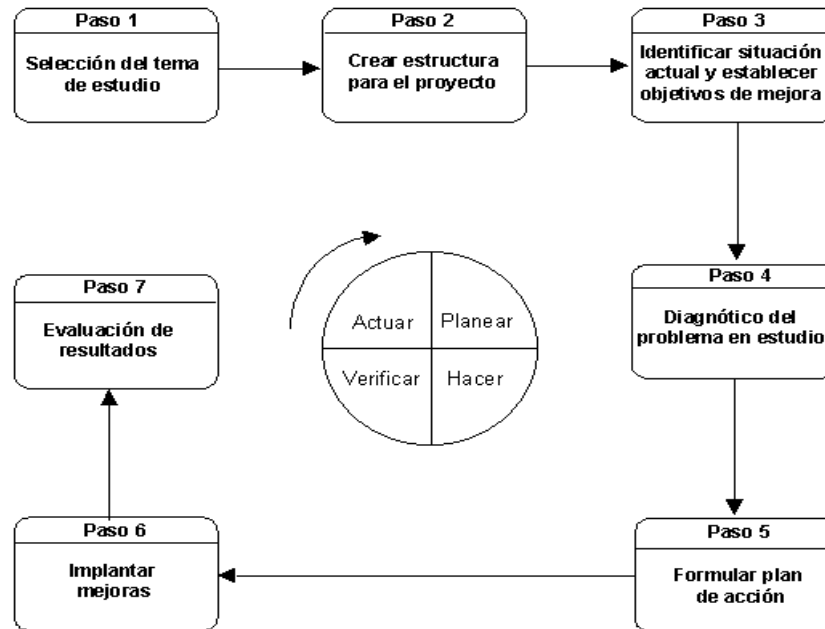 Paso 1
Selección del tema
de estudio
Paso 2
Crear estructura
para el proyecto
Paso 3
Identificar situación
actual y establecer
objetivos de mejora
Paso 4
Diagnótico del
problema en estudio
Paso 5
Formular plan
de acción
Paso 6
Implantar
mejoras
Paso 7
Evaluación de
resultados
Actuar
Planear
Verificar
Hacer